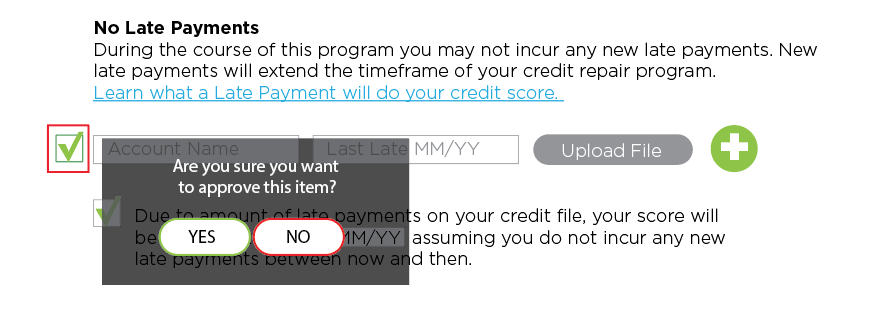 No Late Payments
During the course of this program you may not incur any new late payments. New
late payments will extend the timeframe of your credit repair program.
Learn what a Late Payment will do your credit score.
Account Name
Last Late MM/YY
Upload File
Are you sure you want
to approve this item?
YES
NO
Due to amount of late payments on your credit file, your score will
be MM/YY assuming you do not incur any new
late payments between now and then.